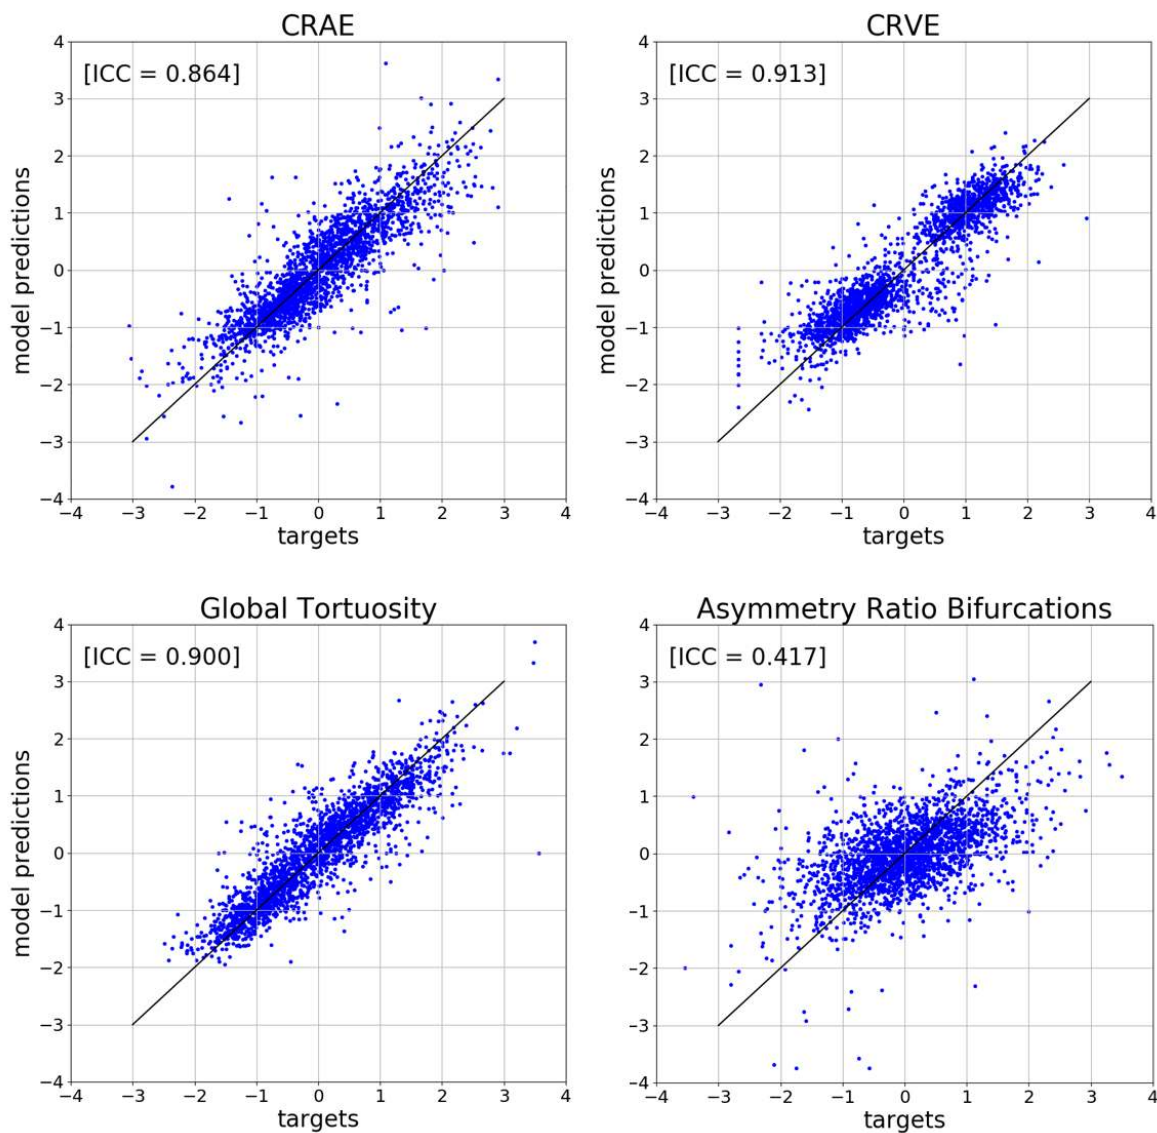 CRAE
[ICC = 0.864]
4
3
2
1
0
−1
−2
−3
−4
model predictions
−4 −3 −2 −1 0 1 2 3 4
targets
CRVE
[ICC = 0.913]
4
3
2
1
0
−1
−2
−3
−4
model predictions
−4 −3 −2 −1 0 1 2 3 4
targets
Global Tortuosity
[ICC = 0.900]
4
3
2
1
0
−1
−2
−3
−4
model predictions
−4 −3 −2 −1 0 1 2 3 4
targets
Asymmetry Ratio Bifurcations
[ICC = 0.417]
4
3
2
1
0
−1
−2
−3
−4
−4 −3 −2 −1 0 1 2 3 4
targets